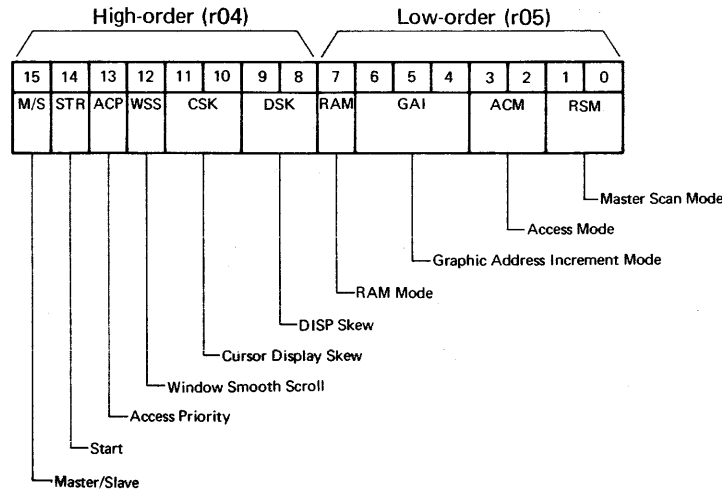 High-order (r04) Low-order (r05)
15 14 13 12 11 10 9 8 7 6 5 4 3 2 1 0
M/S STR ACP WSS CSK DSK RAM GAI ACM RSM
Master Scan Mode
Access Mode
Graphic Address Increment Mode
RAM Mode
DISP Skew
Cursor Display Skew
Window Smooth Scroll
Access Priority
Start
Master/Slave